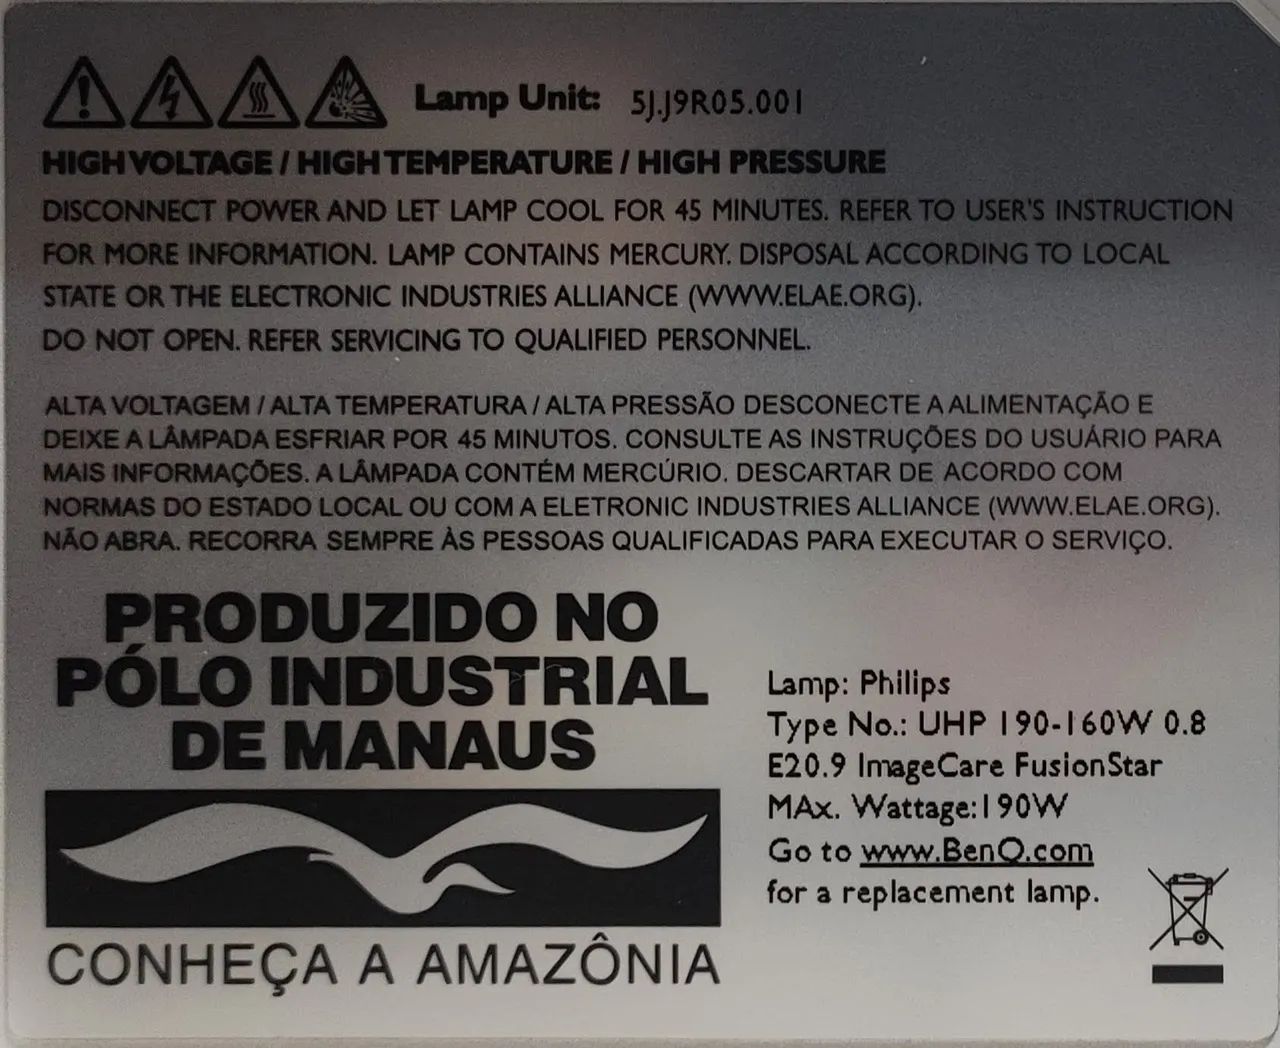 Lamp Unit: 5J.J9R05.001
HIGH VOLTAGE / HIGH TEMPERATURE / HIGH PRESSURE
DISCONNECT POWER AND LET LAMP COOL FOR 45 MINUTES. REFER TO USER'S INSTRUCTION
FOR MORE INFORMATION. LAMP CONTAINS MERCURY. DISPOSAL ACCORDING TO LOCAL
STATE OR THE ELECTRONIC INDUSTRIES ALLIANCE (WWW.ELAE.ORG).
DO NOT OPEN. REFER SERVICING TO QUALIFIED PERSONNEL.
ALTA VOLTAGEM / ALTA TEMPERATURA / ALTA PRESSÃO DESCONECTE A ALIMENTAÇÃO E
DEIXE A LÂMPADA ESFRIAR POR 45 MINUTOS. CONSULTE AS INSTRUÇÕES DO USUÁRIO PARA
MAIS INFORMAÇÕES. A LÂMPADA CONTÉM MERCÚRIO. DESCARTAR DE ACORDO COM
NORMAS DO ESTADO LOCAL OU COM A ELETRONIC INDUSTRIES ALLIANCE (WWW.ELAE.ORG).
NÃO ABRA. RECORRA SEMPRE ÀS PESSOAS QUALIFICADAS PARA EXECUTAR O SERVIÇO.
PRODUZIDO NO
PÓLO INDUSTRIAL
DE MANAUS
CONHEÇA A AMAZÔNIA
Lamp: Philips
Type No.: UHP 190-160W 0.8
E20.9 ImageCare FusionStar
MAx. Wattage:190W
Go to www.BenQ.com
for a replacement lamp.